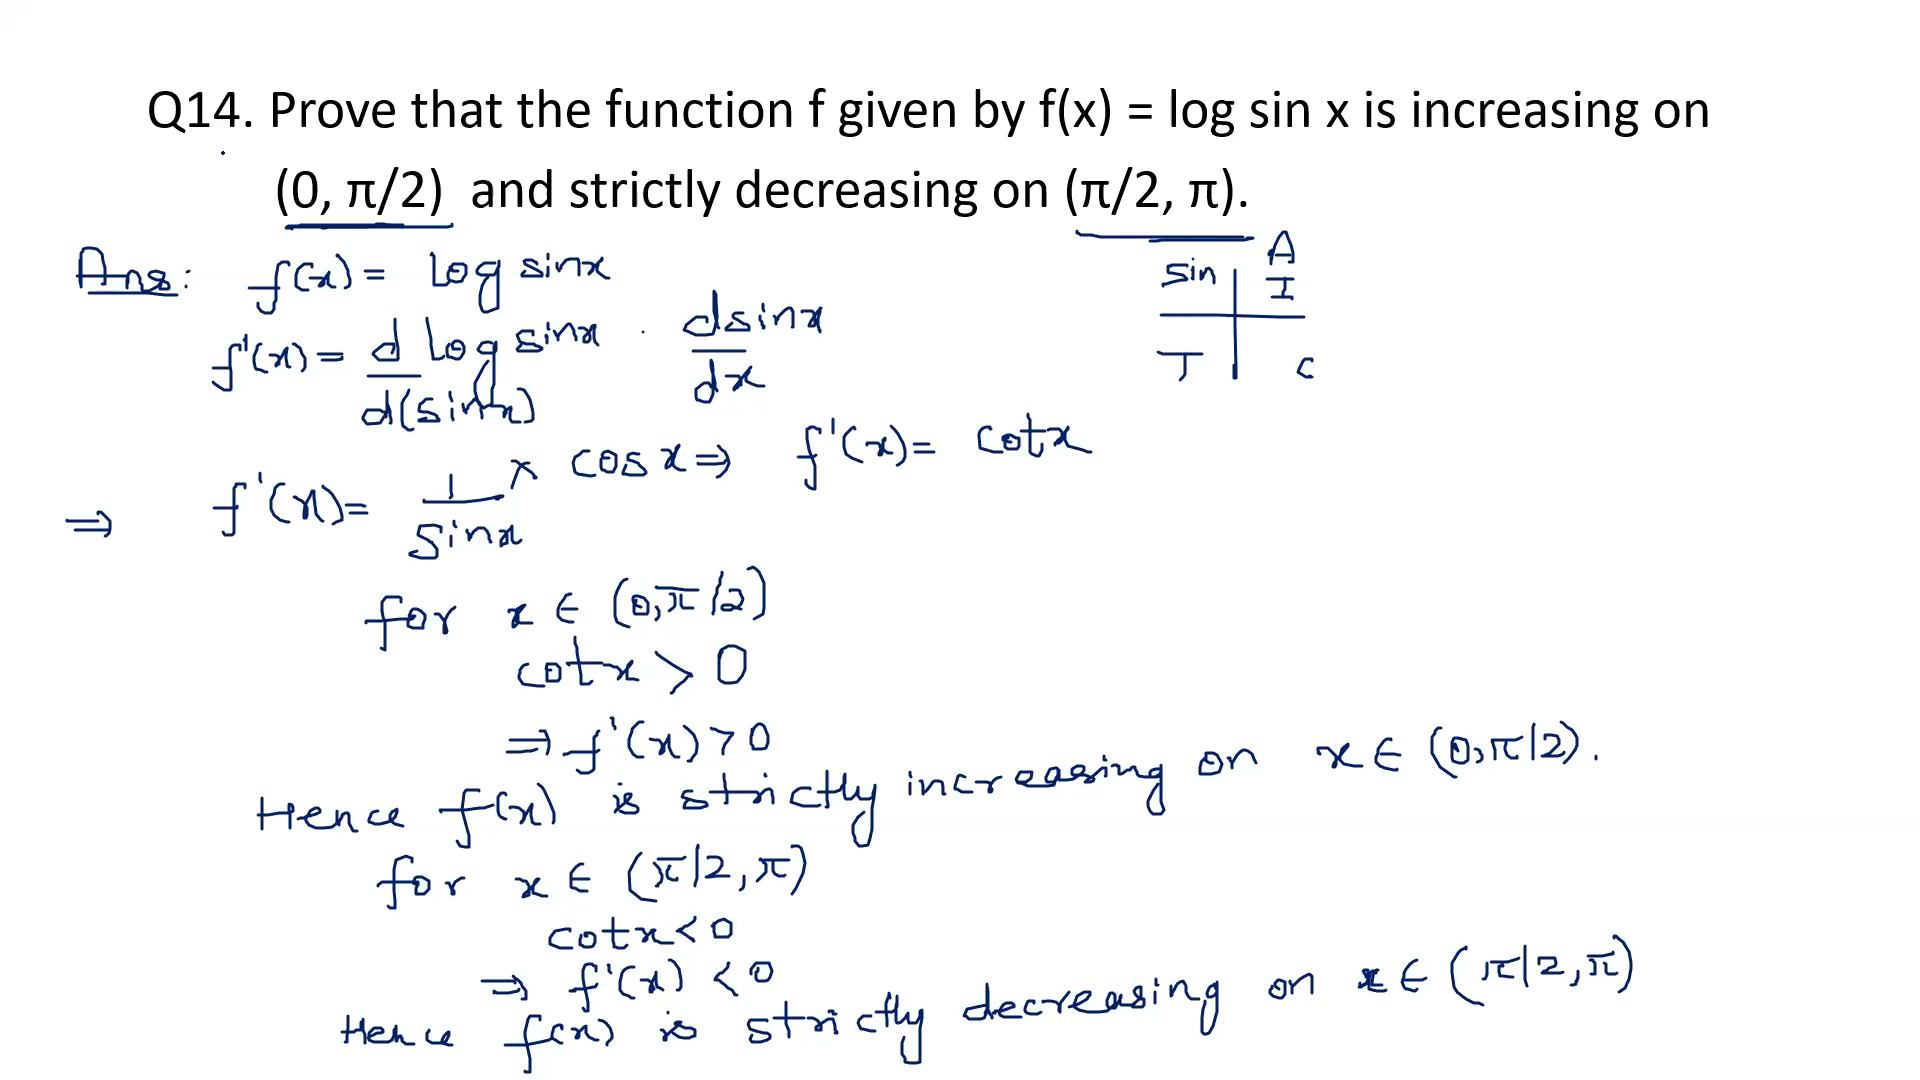 Q14. Prove that the function f given by f(x) = log sin x is increasing on
(0, π/2) and strictly decreasing on (π/2, π).
Ans: f(x) = log sinx
sin A
I
T C
f'(x) = d log sinx / d(sinx) . dsinx / dx
⇒ f'(x) = 1/sinx × cos x ⇒ f'(x) = cotx
for x ∈ (0, π/2)
cotx > 0
⇒ f'(x) > 0
Hence f(x) is strictly increasing on x ∈ (0, π/2).
for x ∈ (π/2, π)
cotx < 0
⇒ f'(x) < 0
Hence f(x) is strictly decreasing on x ∈ (π/2, π)